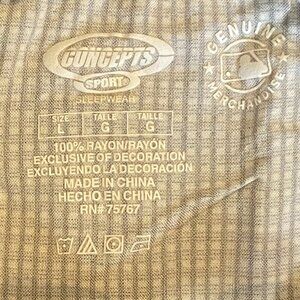 CONCEPTS
SPORT
SLEEPWEAR
GENUINE
MERCHANDISE
SIZE TALLE TAILLE
L G G
100% RAYON/RAYÓN
EXCLUSIVE OF DECORATION
EXCLUYENDO LA DECORACIÓN
MADE IN CHINA
HECHO EN CHINA
RN# 75767